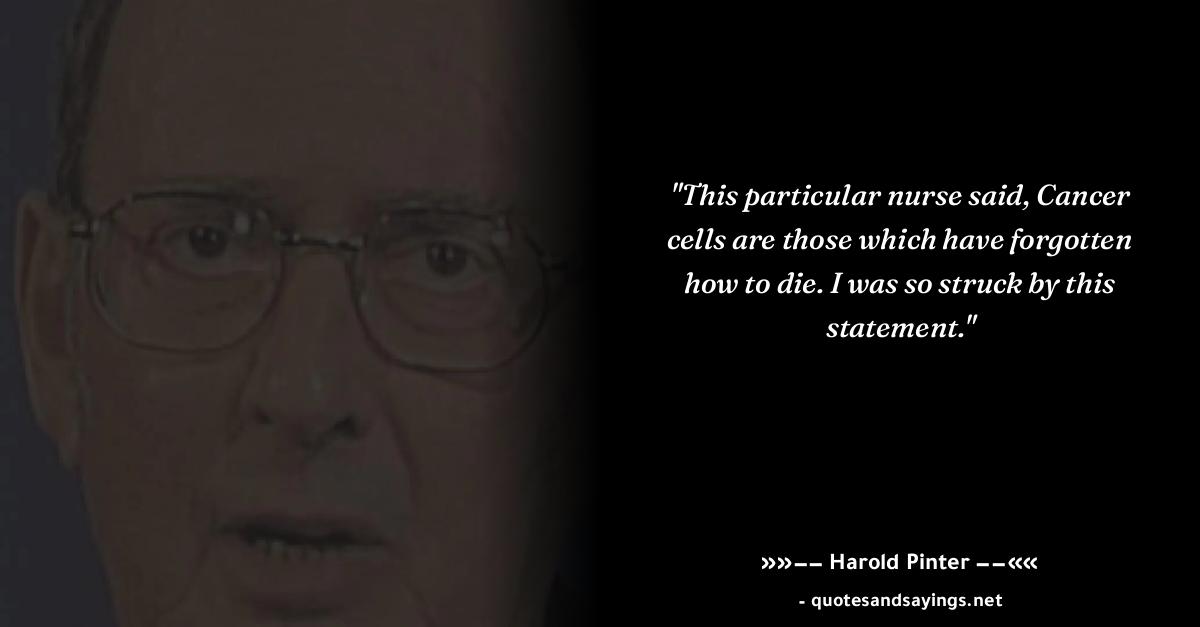 "This particular nurse said, Cancer
cells are those which have forgotten
how to die. I was so struck by this
statement."
»»–– Harold Pinter ––««
- quotesandsayings.net